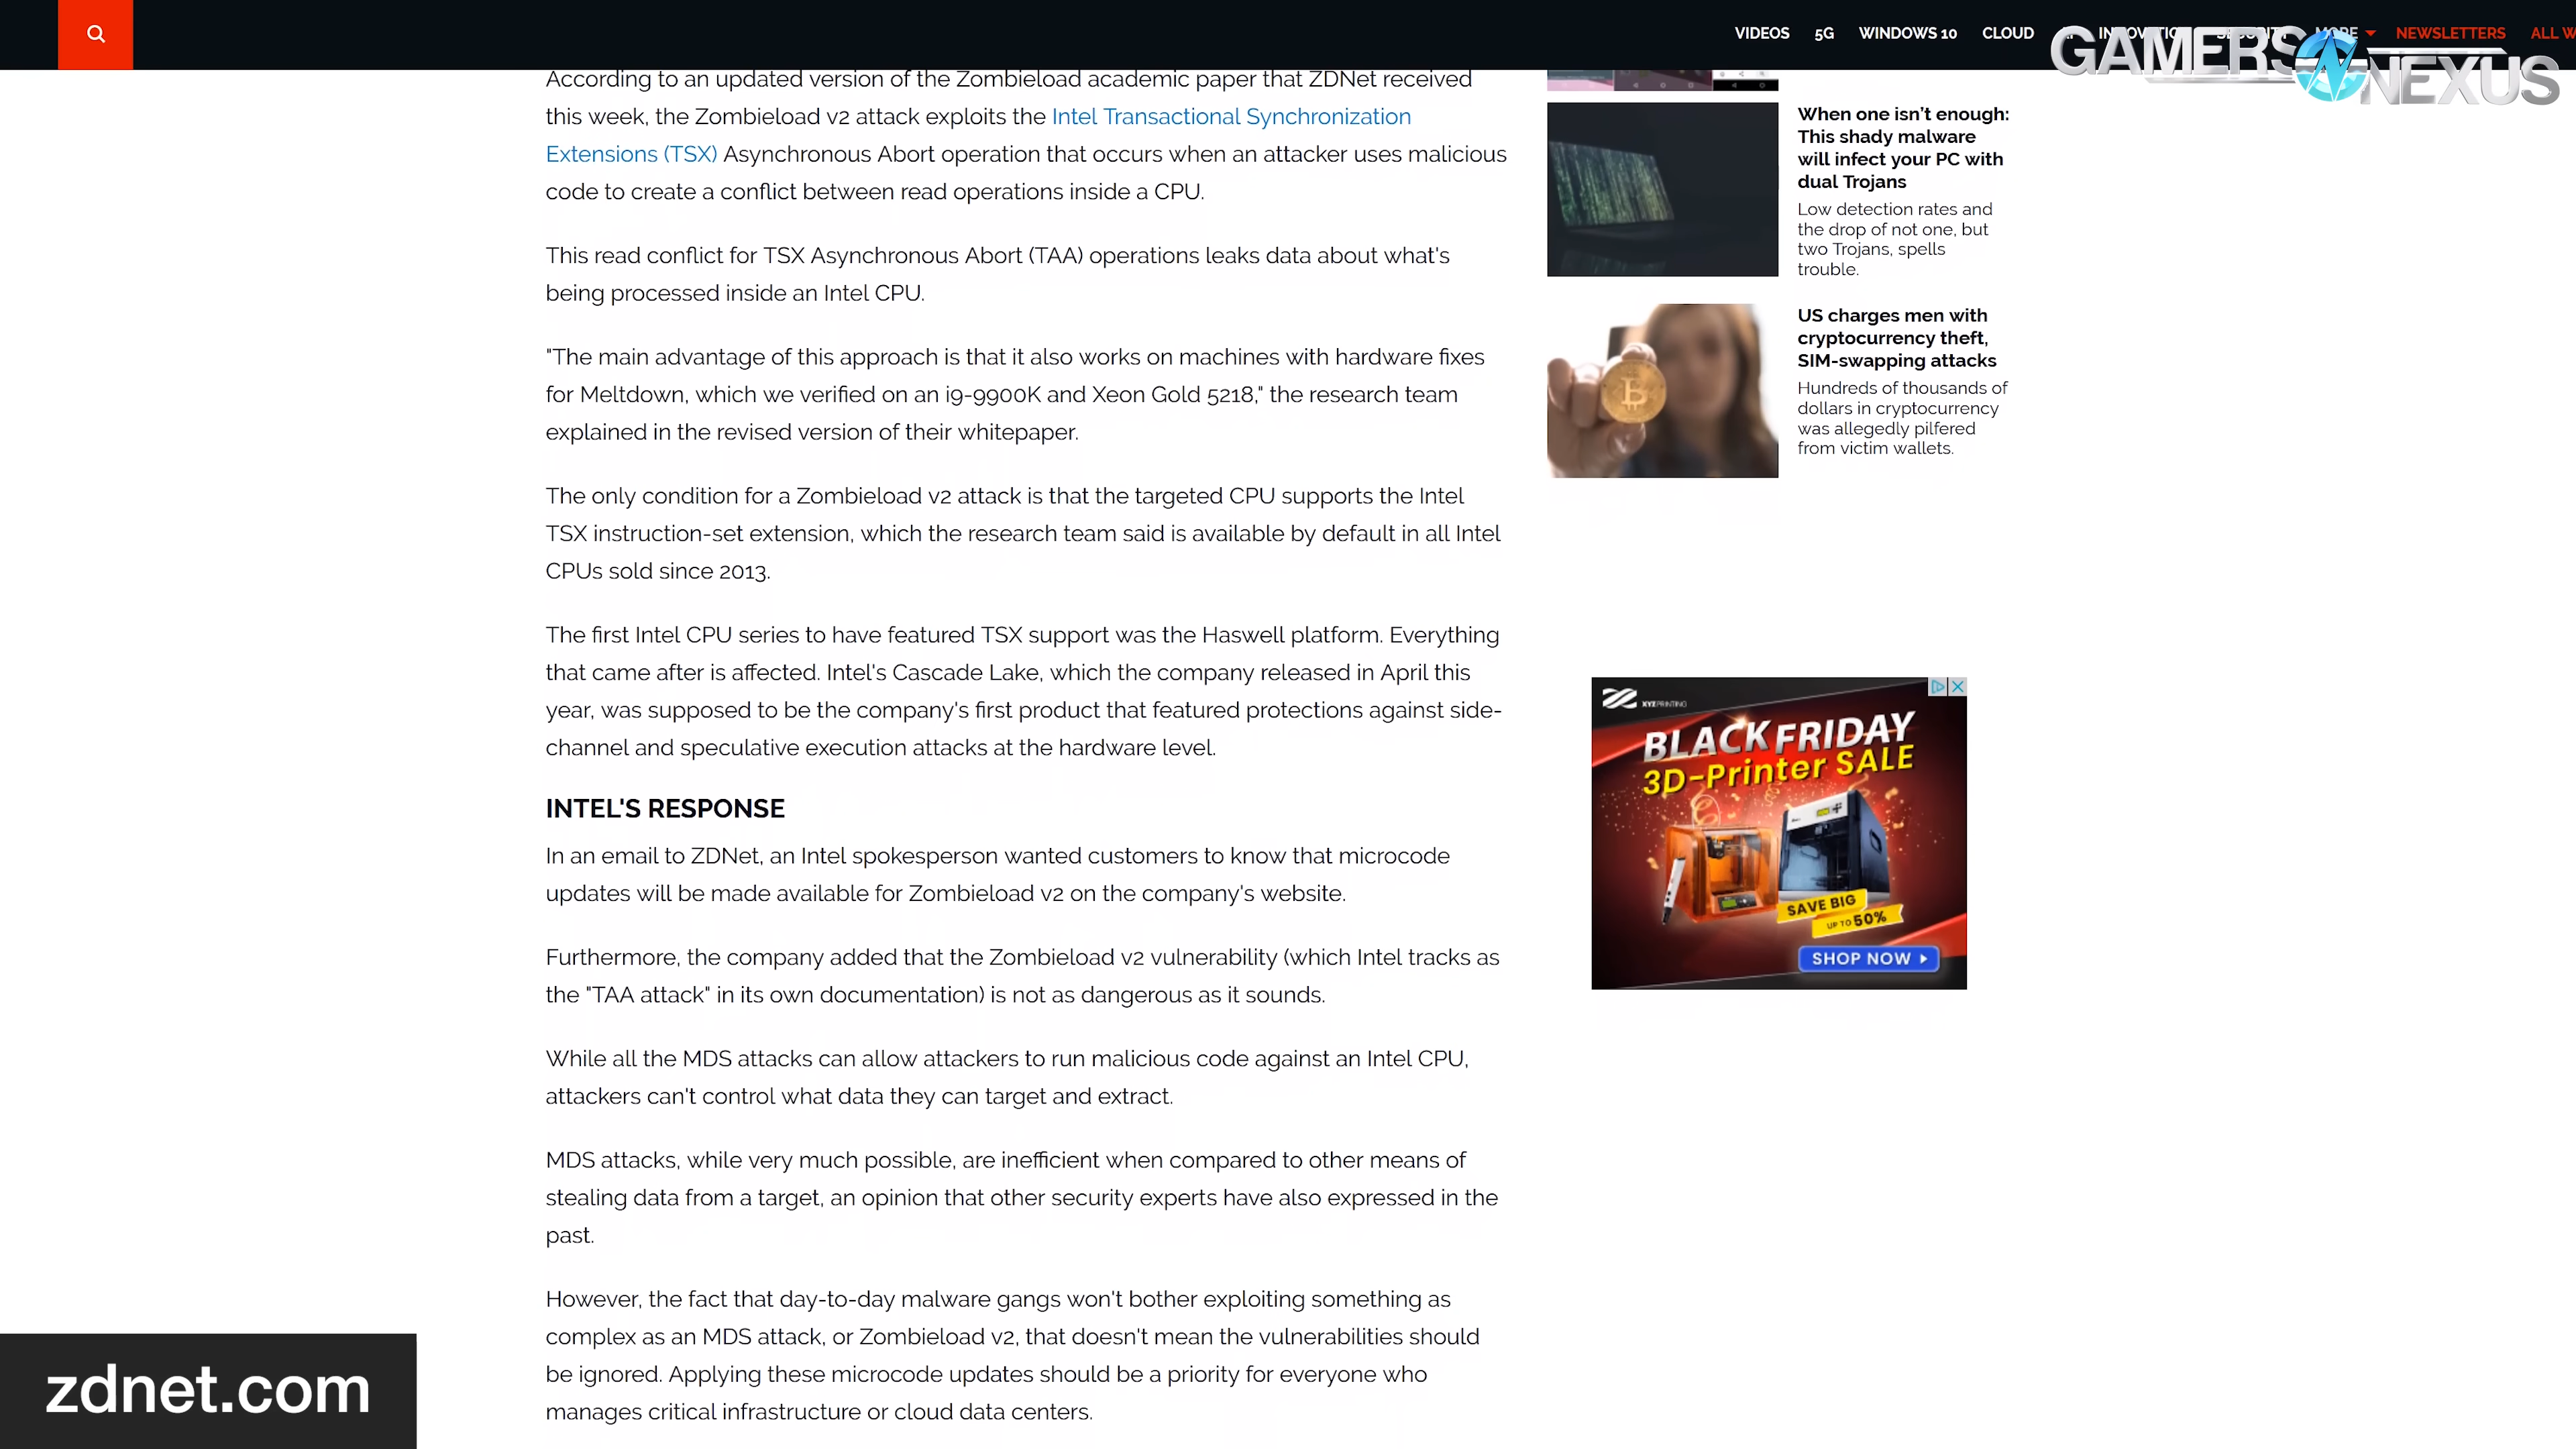 VIDEOS 5G WINDOWS 10 CLOUD MORE NEWSLETTERS ALL W
GAMERS NEXUS
According to an updated version of the Zombieload academic paper that ZDNet received
this week, the Zombieload v2 attack exploits the Intel Transactional Synchronization
Extensions (TSX) Asynchronous Abort operation that occurs when an attacker uses malicious
code to create a conflict between read operations inside a CPU.
This read conflict for TSX Asynchronous Abort (TAA) operations leaks data about what's
being processed inside an Intel CPU.
"The main advantage of this approach is that it also works on machines with hardware fixes
for Meltdown, which we verified on an i9-9900K and Xeon Gold 5218," the research team
explained in the revised version of their whitepaper.
The only condition for a Zombieload v2 attack is that the targeted CPU supports the Intel
TSX instruction-set extension, which the research team said is available by default in all Intel
CPUs sold since 2013.
The first Intel CPU series to have featured TSX support was the Haswell platform. Everything
that came after is affected. Intel's Cascade Lake, which the company released in April this
year, was supposed to be the company's first product that featured protections against side-
channel and speculative execution attacks at the hardware level.
INTEL'S RESPONSE
In an email to ZDNet, an Intel spokesperson wanted customers to know that microcode
updates will be made available for Zombieload v2 on the company's website.
Furthermore, the company added that the Zombieload v2 vulnerability (which Intel tracks as
the "TAA attack" in its own documentation) is not as dangerous as it sounds.
While all the MDS attacks can allow attackers to run malicious code against an Intel CPU,
attackers can't control what data they can target and extract.
MDS attacks, while very much possible, are inefficient when compared to other means of
stealing data from a target, an opinion that other security experts have also expressed in the
past.
However, the fact that day-to-day malware gangs won't bother exploiting something as
complex as an MDS attack, or Zombieload v2, that doesn't mean the vulnerabilities should
be ignored. Applying these microcode updates should be a priority for everyone who
manages critical infrastructure or cloud data centers.
When one isn't enough:
This shady malware
will infect your PC with
dual Trojans
Low detection rates and
the drop of not one, but
two Trojans, spells
trouble.
US charges men with
cryptocurrency theft,
SIM-swapping attacks
Hundreds of thousands of
dollars in cryptocurrency
was allegedly pilfered
from victim wallets.
XYZPRINTING
BLACK FRIDAY
3D-Printer SALE
SAVE BIG
UP TO 50%
SHOP NOW
zdnet.com